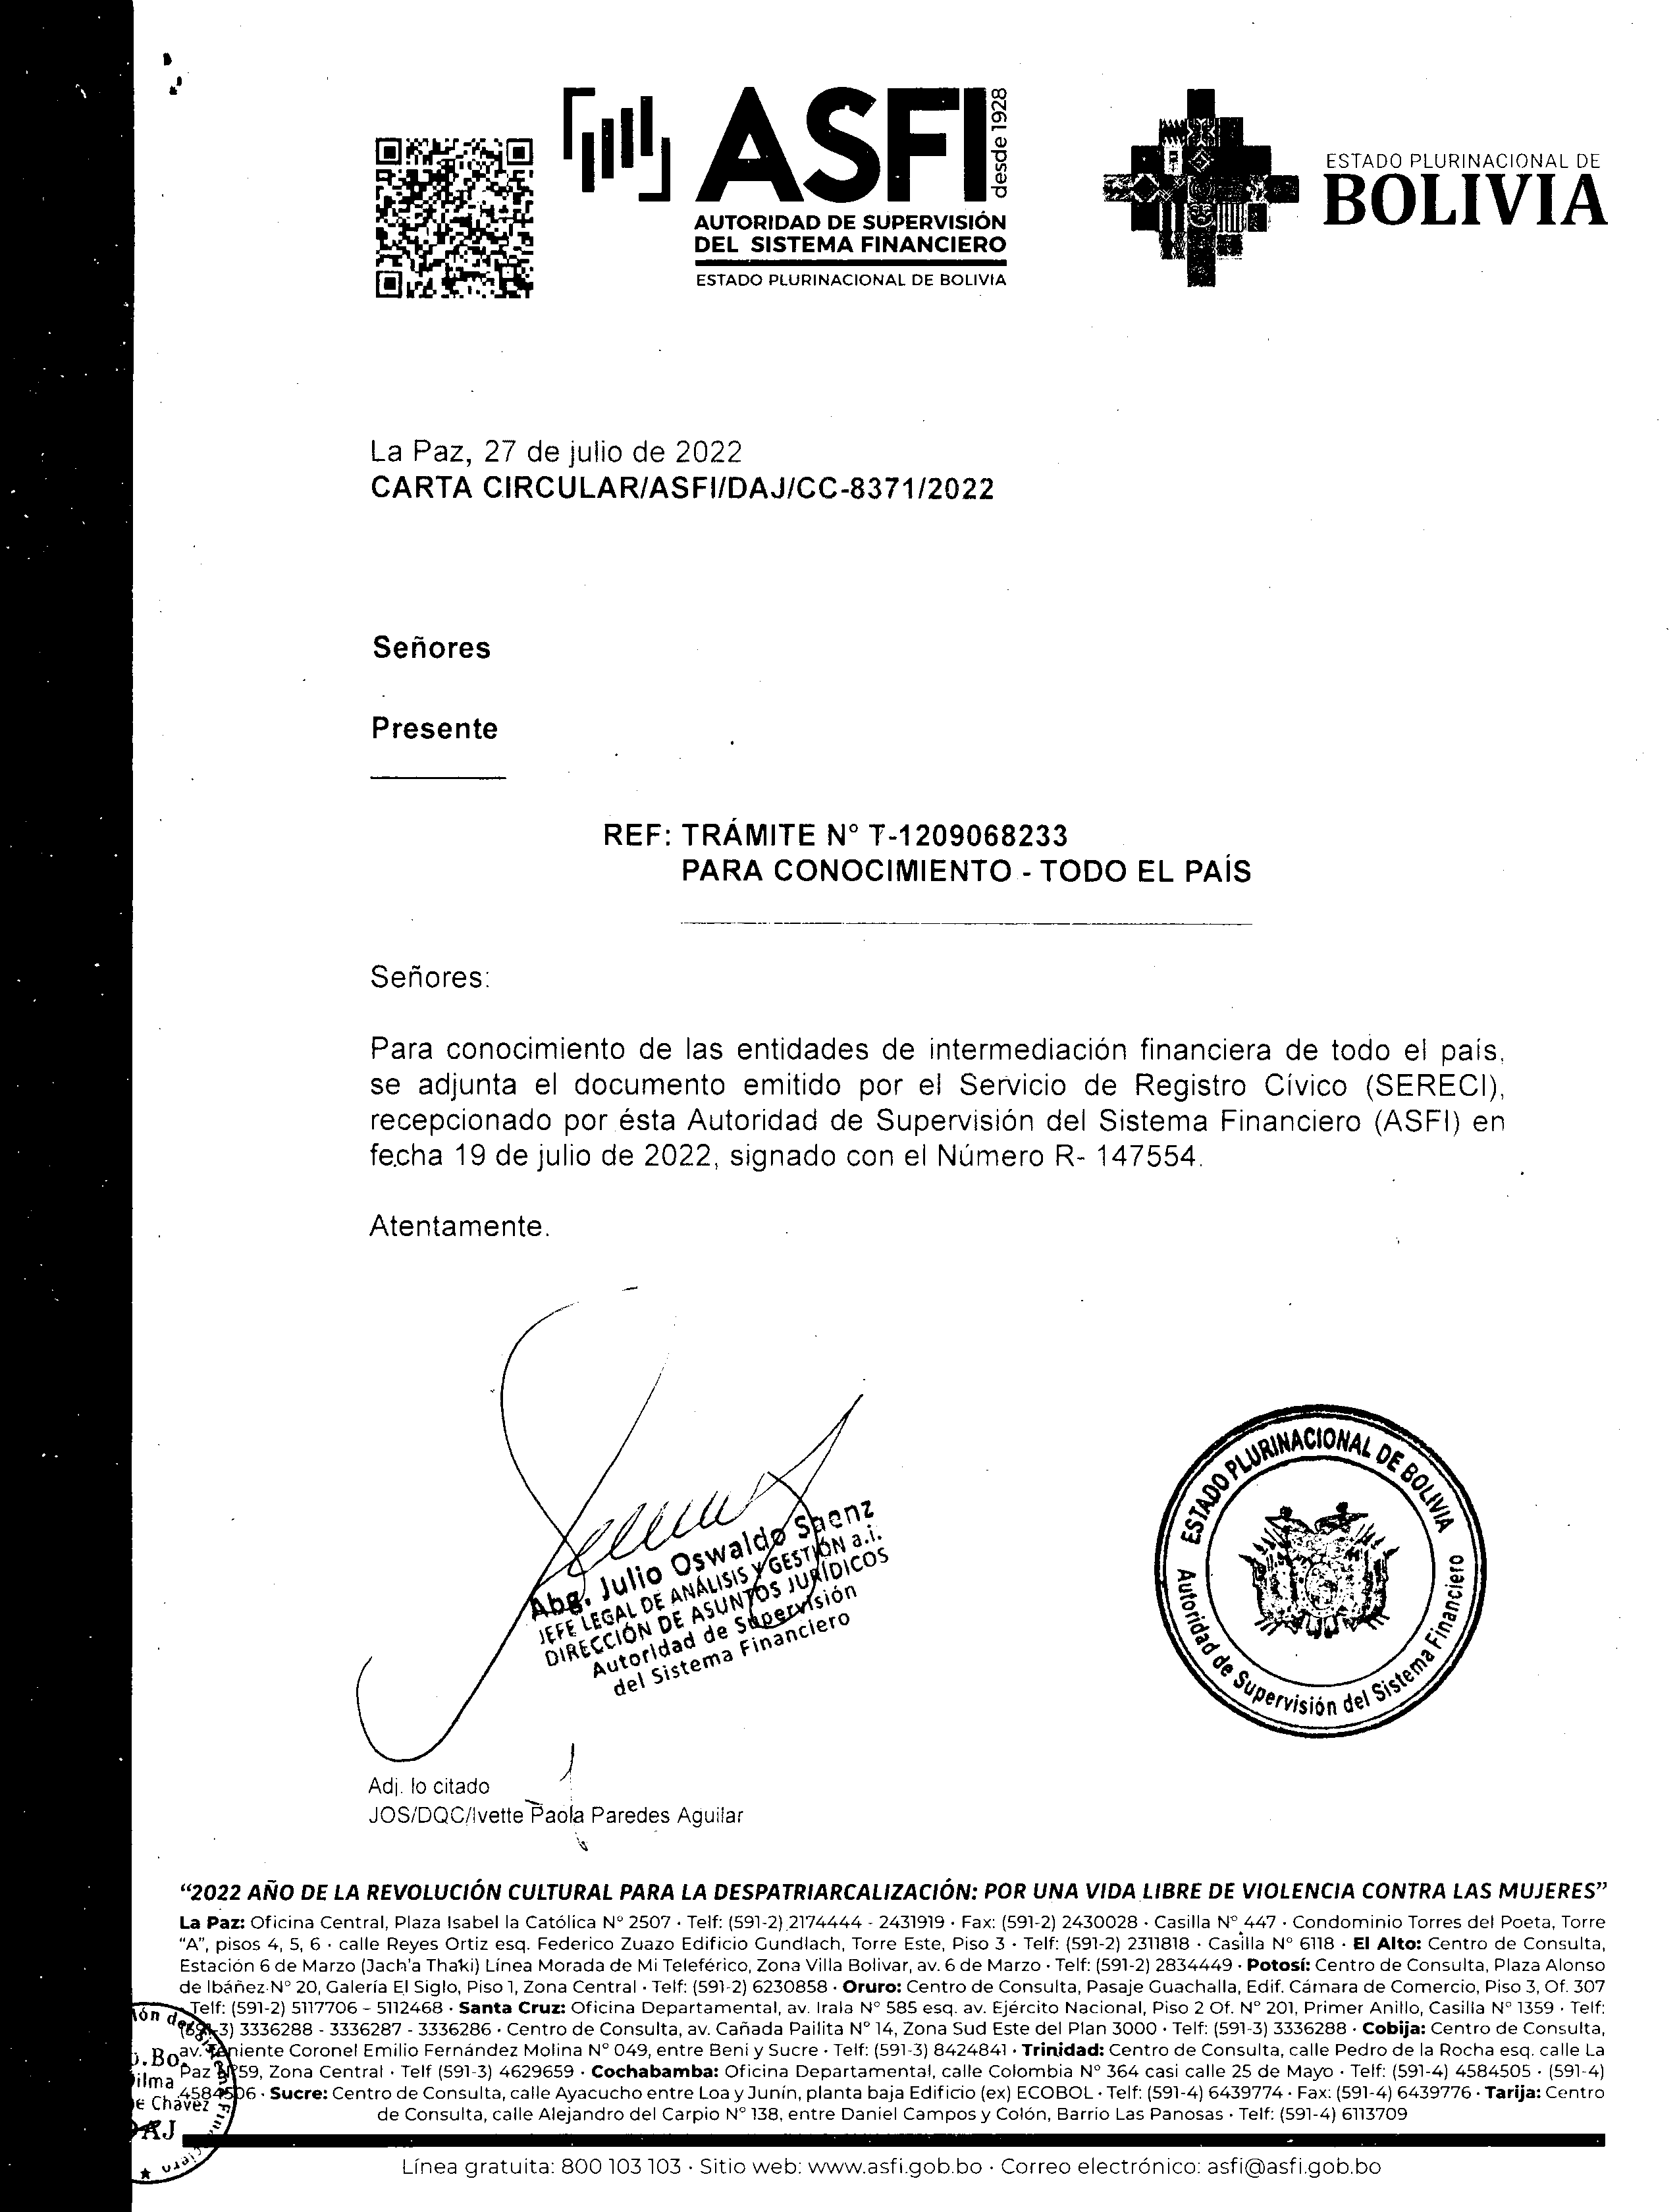 ASFI
desde 1928
AUTORIDAD DE SUPERVISIÓN
DEL SISTEMA FINANCIERO
ESTADO PLURINACIONAL DE BOLIVIA
ESTADO PLURINACIONAL DE
BOLIVIA
La Paz, 27 de julio de 2022
CARTA CIRCULAR/ASFI/DAJ/CC-8371/2022
Señores
Presente
REF: TRÁMITE N° T-1209068233
PARA CONOCIMIENTO - TODO EL PAÍS
Señores:
Para conocimiento de las entidades de intermediación financiera de todo el país,
se adjunta el documento emitido por el Servicio de Registro Cívico (SERECI),
recepcionado por ésta Autoridad de Supervisión del Sistema Financiero (ASFI) en
fecha 19 de julio de 2022, signado con el Número R- 147554.
Atentamente.
Abg. Julio Oswaldo Saenz
JEFE LEGAL DE ANÁLISIS Y GESTIÓN a.i.
DIRECCIÓN DE ASUNTOS JURÍDICOS
Autoridad de Supervisión
del Sistema Financiero
ESTADO PLURINACIONAL DE BOLIVIA
Autoridad de Supervisión del Sistema Financiero
Adj. lo citado
JOS/DQC/Ivette Paola Paredes Aguilar
"2022 AÑO DE LA REVOLUCIÓN CULTURAL PARA LA DESPATRIARCALIZACIÓN: POR UNA VIDA LIBRE DE VIOLENCIA CONTRA LAS MUJERES"
La Paz: Oficina Central, Plaza Isabel la Católica N° 2507 · Telf: (591-2) 2174444 - 2431919 · Fax: (591-2) 2430028 · Casilla N° 447 · Condominio Torres del Poeta, Torre
"A", pisos 4, 5, 6 · calle Reyes Ortiz esq. Federico Zuazo Edificio Gundlach, Torre Este, Piso 3 · Telf: (591-2) 2311818 · Casilla N° 6118 · El Alto: Centro de Consulta,
Estación 6 de Marzo (Jach'a Thaki) Línea Morada de Mi Teleférico, Zona Villa Bolivar, av. 6 de Marzo · Telf: (591-2) 2834449 · Potosí: Centro de Consulta, Plaza Alonso
de Ibáñez N° 20, Galería El Siglo, Piso 1, Zona Central · Telf: (591-2) 6230858 · Oruro: Centro de Consulta, Pasaje Guachalla, Edif. Cámara de Comercio, Piso 3, Of. 307
Telf: (591-2) 5117706 - 5112468 · Santa Cruz: Oficina Departamental, av. Irala N° 585 esq. av. Ejército Nacional, Piso 2 Of. N° 201, Primer Anillo, Casilla N° 1359 · Telf:
(591-3) 3336288 - 3336287 - 3336286 · Centro de Consulta, av. Cañada Pailita N° 14, Zona Sud Este del Plan 3000 · Telf: (591-3) 3336288 · Cobija: Centro de Consulta,
av. Teniente Coronel Emilio Fernández Molina N° 049, entre Beni y Sucre · Telf: (591-3) 8424841 · Trinidad: Centro de Consulta, calle Pedro de la Rocha esq. calle La
Paz N°59, Zona Central · Telf (591-3) 4629659 · Cochabamba: Oficina Departamental, calle Colombia N° 364 casi calle 25 de Mayo · Telf: (591-4) 4584505 · (591-4)
4584506 · Sucre: Centro de Consulta, calle Ayacucho entre Loa y Junín, planta baja Edificio (ex) ECOBOL · Telf: (591-4) 6439774 · Fax: (591-4) 6439776 · Tarija: Centro
de Consulta, calle Alejandro del Carpio N° 138, entre Daniel Campos y Colón, Barrio Las Panosas · Telf: (591-4) 6113709
Línea gratuita: 800 103 103 · Sitio web: www.asfi.gob.bo · Correo electrónico: asfi@asfi.gob.bo